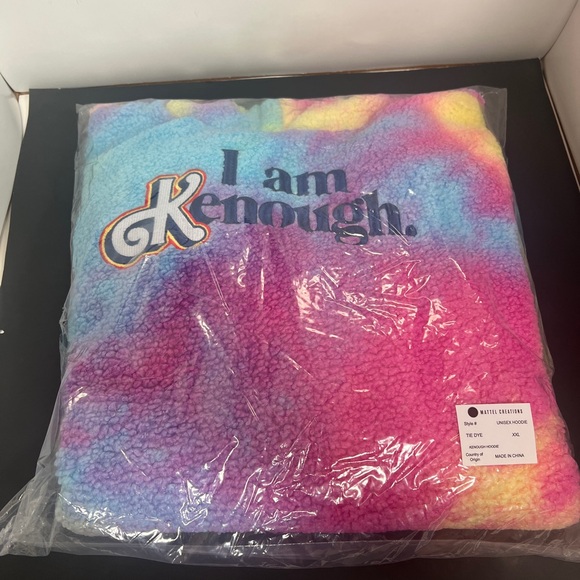 I am
Kenough.
MATTEL CREATIONS
Style # UNISEX HOODIE
TIE DYE XXL
KENOUGH HOODIE
Country of
Origin MADE IN CHINA